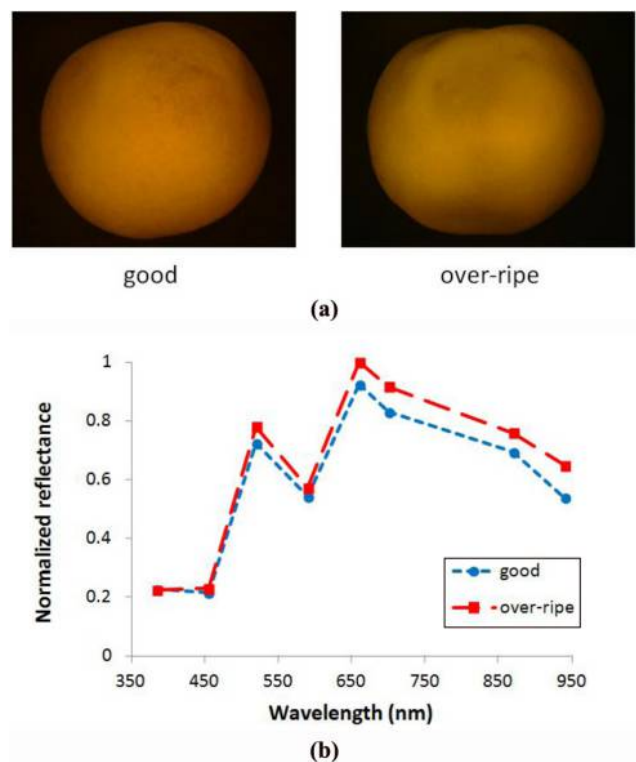 good over-ripe
(a)
1
0.8
0.6
0.4
0.2
0
Normalized reflectance
good
over-ripe
350 450 550 650 750 850 950
Wavelength (nm)
(b)